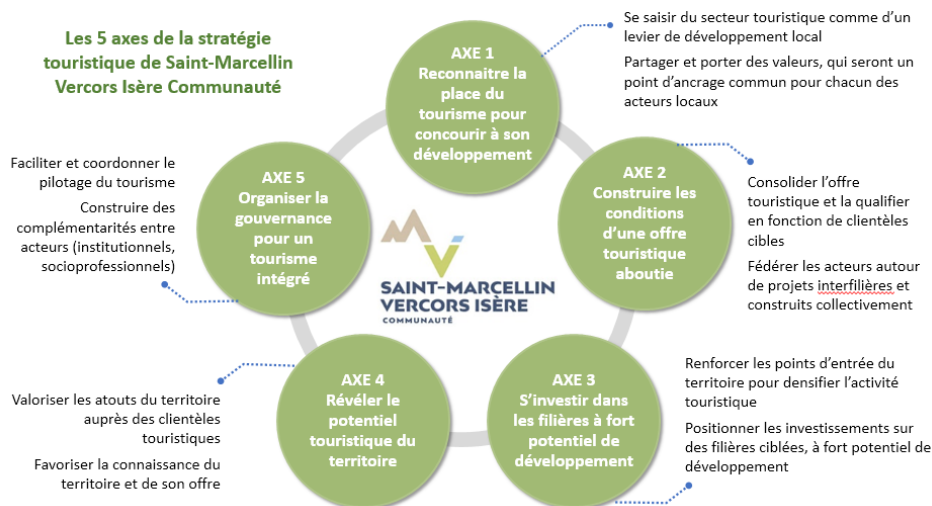 Les 5 axes de la stratégie
touristique de Saint-Marcellin
Vercors Isère Communauté
AXE 1
Reconnaitre la
place du
tourisme pour
concourir à son
développement
Se saisir du secteur touristique comme d’un
levier de développement local
Partager et porter des valeurs, qui seront un
point d’ancrage commun pour chacun des
acteurs locaux
AXE 2
Construire les
conditions
d’une offre
touristique
aboutie
Consolider l’offre
touristique et la qualifier
en fonction de clientèles
cibles
Fédérer les acteurs autour
de projets interfilières et
construits collectivement
AXE 3
S’investir dans
les filières à fort
potentiel de
développement
Renforcer les points d’entrée du
territoire pour densifier l’activité
touristique
Positionner les investissements sur
des filières ciblées, à fort potentiel de
développement
AXE 4
Révéler le
potentiel
touristique du
territoire
Valoriser les atouts du territoire
auprès des clientèles
touristiques
Favoriser la connaissance du
territoire et de son offre
AXE 5
Organiser la
gouvernance
pour un
tourisme
intégré
Faciliter et coordonner le
pilotage du tourisme
Construire des
complémentarités entre
acteurs (institutionnels,
socioprofessionnels)
SAINT-MARCELLIN
VERCORS ISÈRE
COMMUNAUTÉ